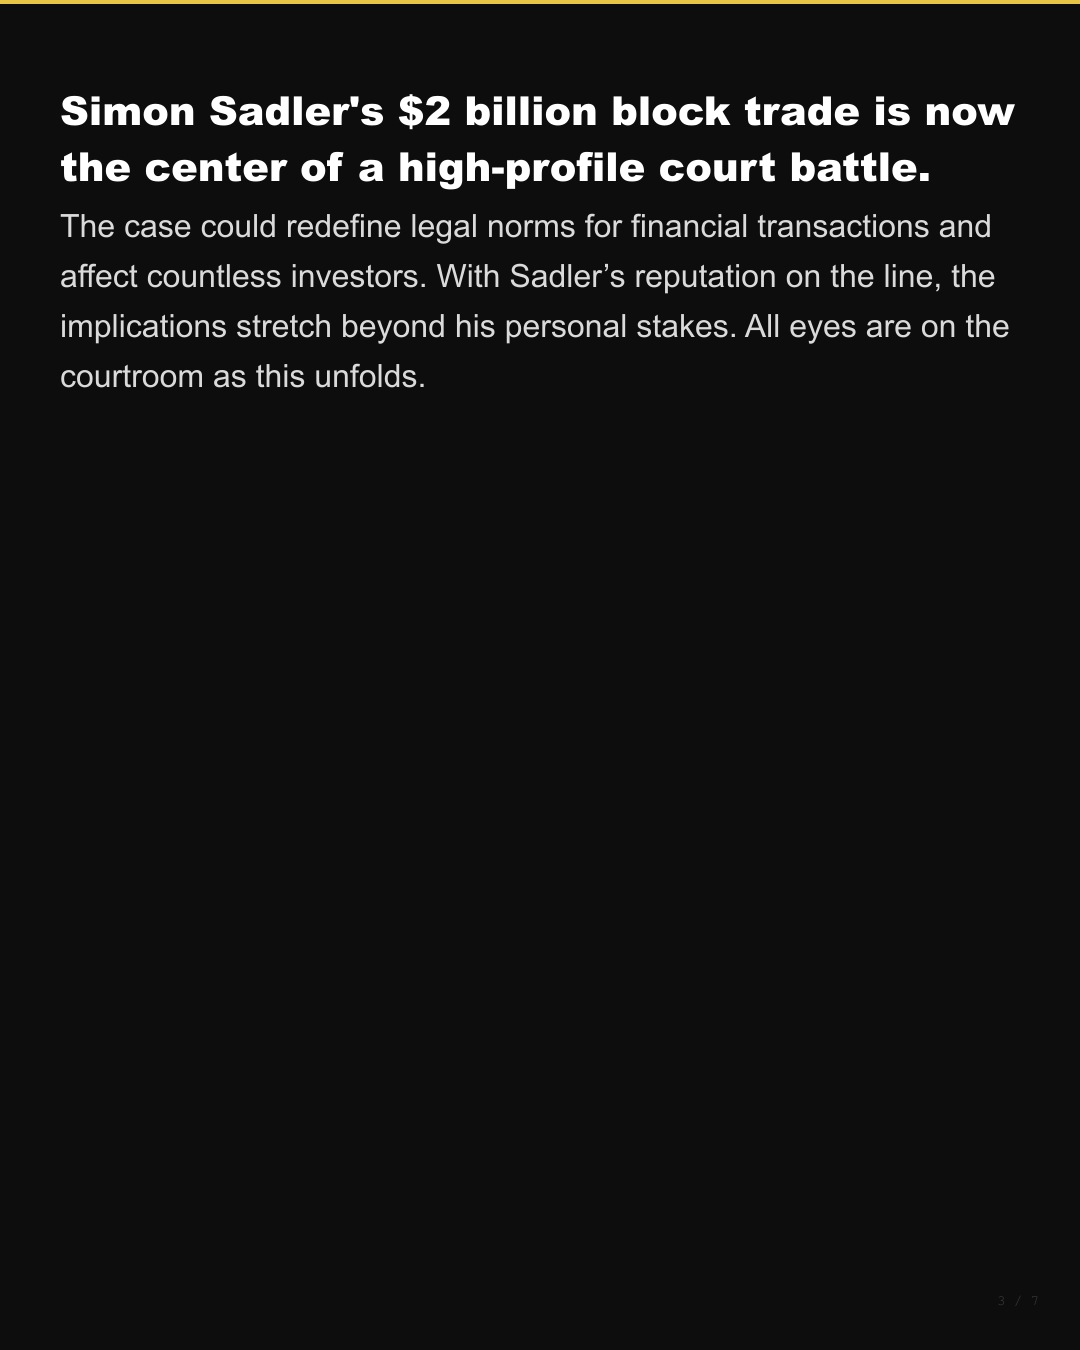 Simon Sadler's $2 billion block trade is now
the center of a high-profile court battle.
The case could redefine legal norms for financial transactions and
affect countless investors. With Sadler’s reputation on the line, the
implications stretch beyond his personal stakes. All eyes are on the
courtroom as this unfolds.
3 / 7